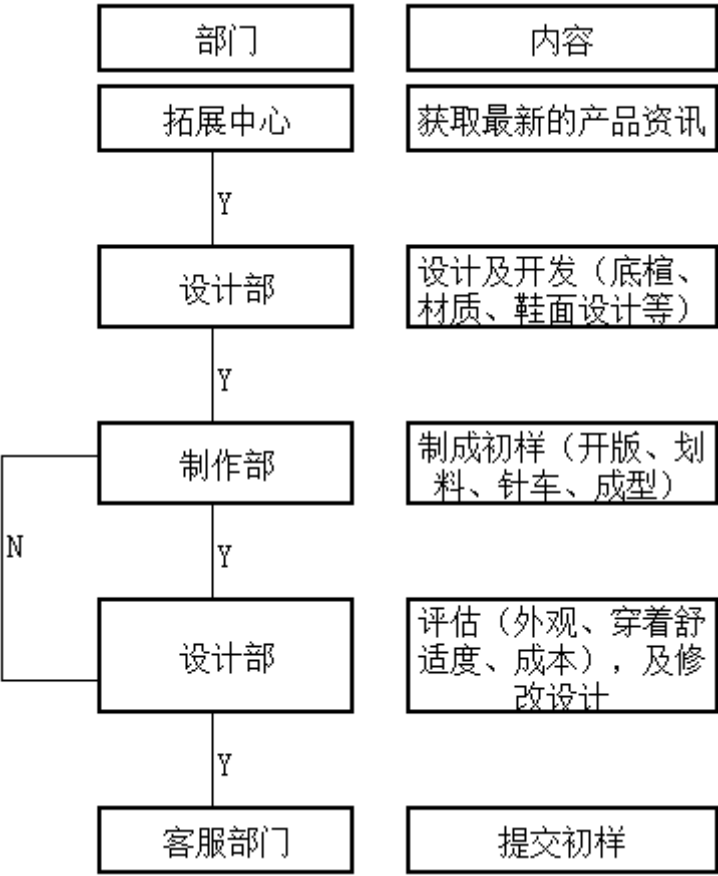 部门
内容
拓展中心
获取最新的产品资讯
Y
设计部
设计及开发（底楦、
材质、鞋面设计等）
Y
制作部
制成初样（开版、划
料、针车、成型）
N
Y
设计部
评估（外观、穿着舒
适度、成本），及修
改设计
Y
客服部门
提交初样